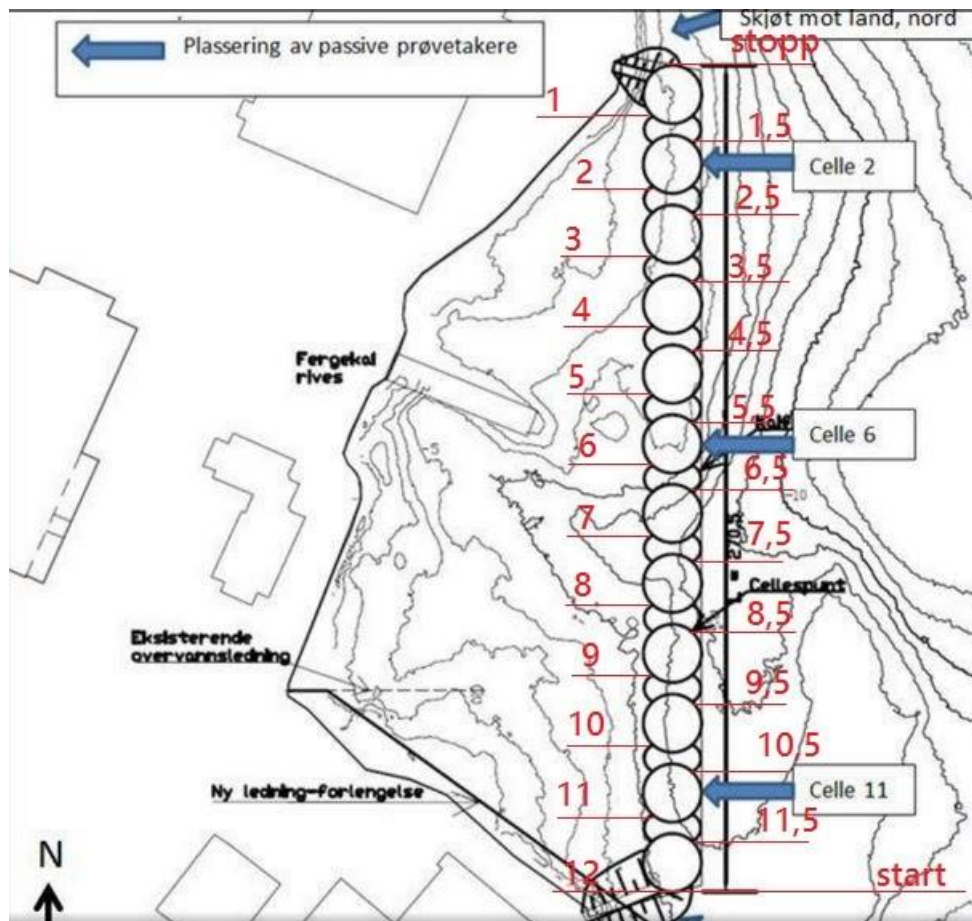 Skjøt mot land, nord
Plassering av passive prøvetakere
stopp
1
1,5
Celle 2
2
2,5
3
3,5
4
4,5
Fergekai
rives
5
5,5
Celle 6
6
6,5
-5
-10
7
7,5
8
Cellespunt
8,5
Eksisterende
overvannsledning
9
9,5
10
10,5
Ny ledning-forlengelse
11
Celle 11
11,5
N
12
start